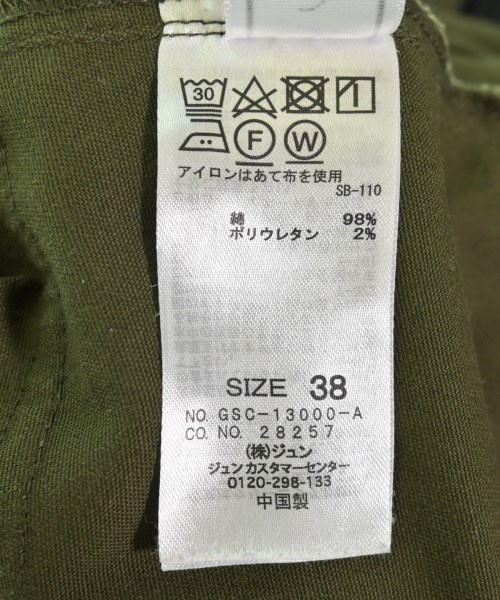 30
F W
アイロンはあて布を使用
SB-110
綿 98%
ポリウレタン 2%
SIZE 38
NO. GSC-13000-A
CO. NO. 28257
(株)ジュン
ジュンカスタマーセンター
0120-298-133
中国製